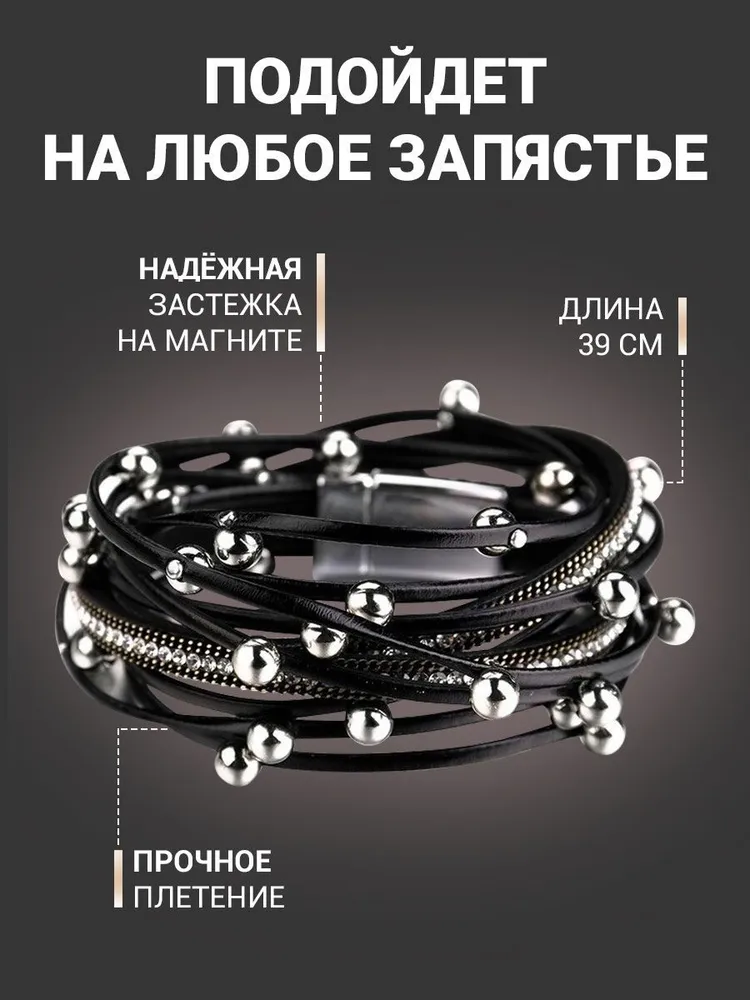 ПОДОЙДЕТ
НА ЛЮБОЕ ЗАПЯСТЬЕ
НАДЁЖНАЯ
ЗАСТЕЖКА
НА МАГНИТЕ
ДЛИНА
39 СМ
ПРОЧНОЕ
ПЛЕТЕНИЕ